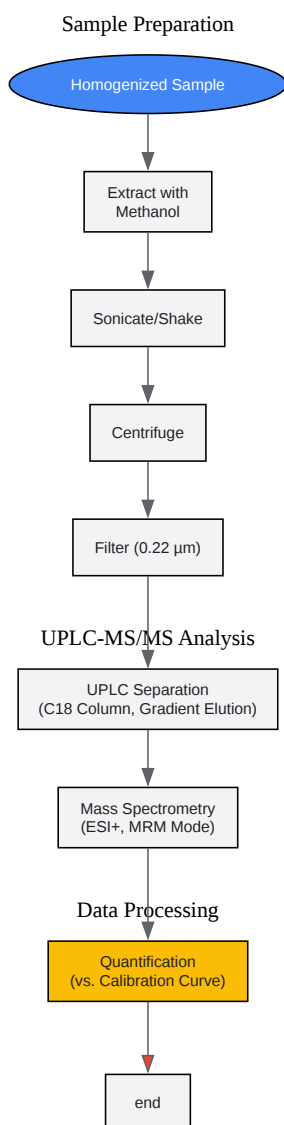 Sample Preparation
Homogenized Sample
Extract with
Methanol
Sonicate/Shake
Centrifuge
Filter (0.22 µm)
UPLC-MS/MS Analysis
UPLC Separation
(C18 Column, Gradient Elution)
Mass Spectrometry
(ESI+, MRM Mode)
Data Processing
Quantification
(vs. Calibration Curve)
end